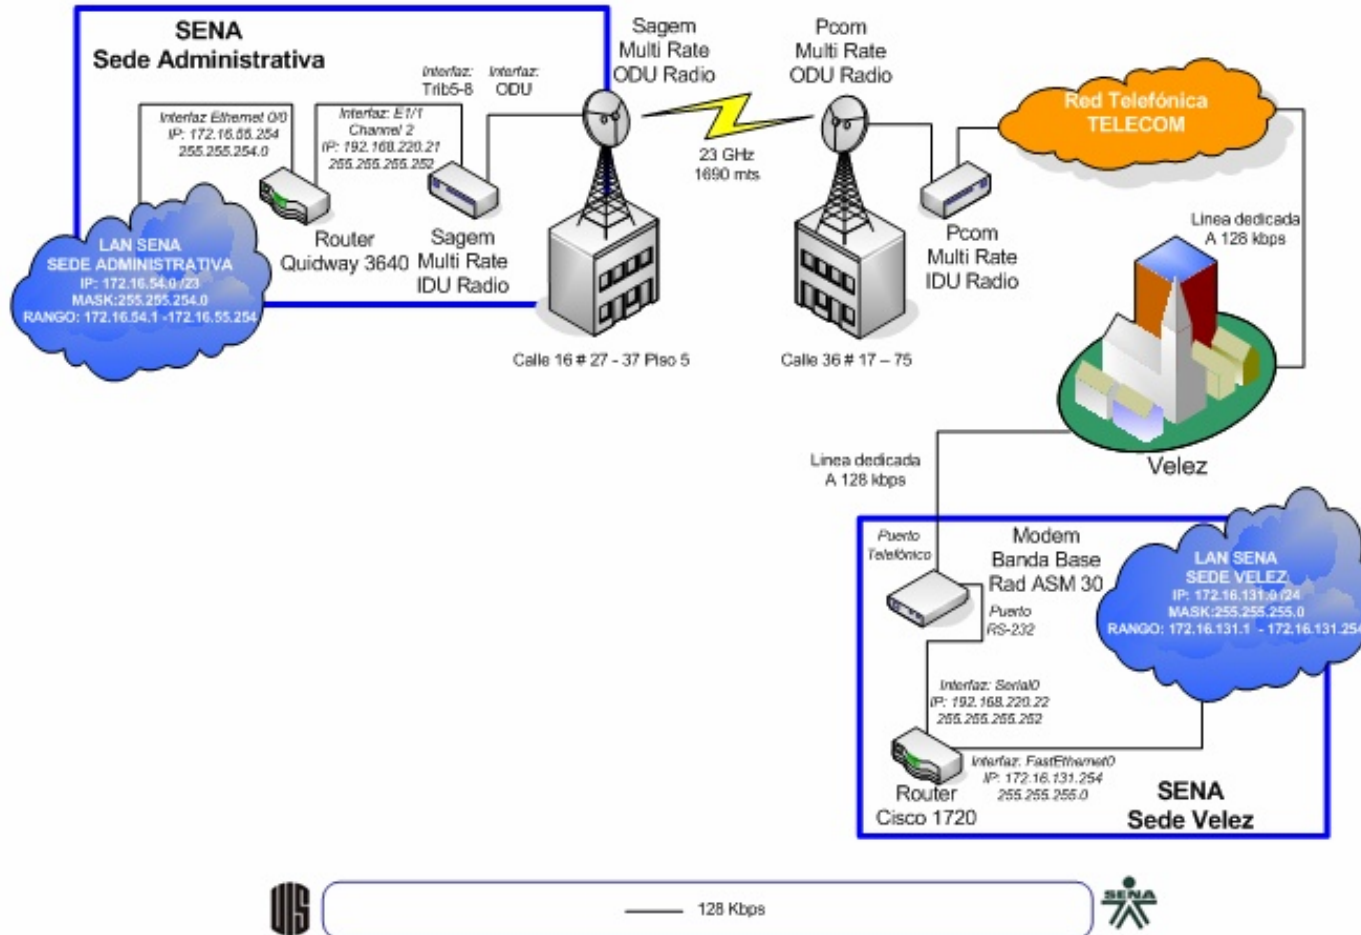 SENA
Sede Administrativa
Interfaz Ethernet 0/0
IP: 172.16.55.254
255.255.254.0
Interfaz: E1/1
Channel 2
IP: 192.168.220.21
255.255.255.252
Interfaz:
Trib5-8
Interfaz:
ODU
Sagem
Multi Rate
ODU Radio
Pcom
Multi Rate
ODU Radio
23 GHz
1690 mts
Red Telefónica
TELECOM
Linea dedicada
A 128 kbps
LAN SENA
SEDE ADMINISTRATIVA
IP: 172.16.54.0 /23
MASK:255.255.254.0
RANGO: 172.16.54.1 -172.16.55.254
Router
Quidway 3640
Sagem
Multi Rate
IDU Radio
Pcom
Multi Rate
IDU Radio
Calle 16 # 27 - 37 Piso 5
Calle 36 # 17 – 75
Velez
Linea dedicada
A 128 kbps
Puerto
Telefónico
Modem
Banda Base
Rad ASM 30
Puerto
RS-232
LAN SENA
SEDE VELEZ
IP: 172.16.131.0 /24
MASK:255.255.255.0
RANGO: 172.16.131.1 - 172.16.131.254
Interfaz: Serial0
IP: 192.168.220.22
255.255.255.252
Interfaz: FastEthernet0
IP: 172.16.131.254
255.255.255.0
Router
Cisco 1720
SENA
Sede Velez
UIS
128 Kbps
SENA